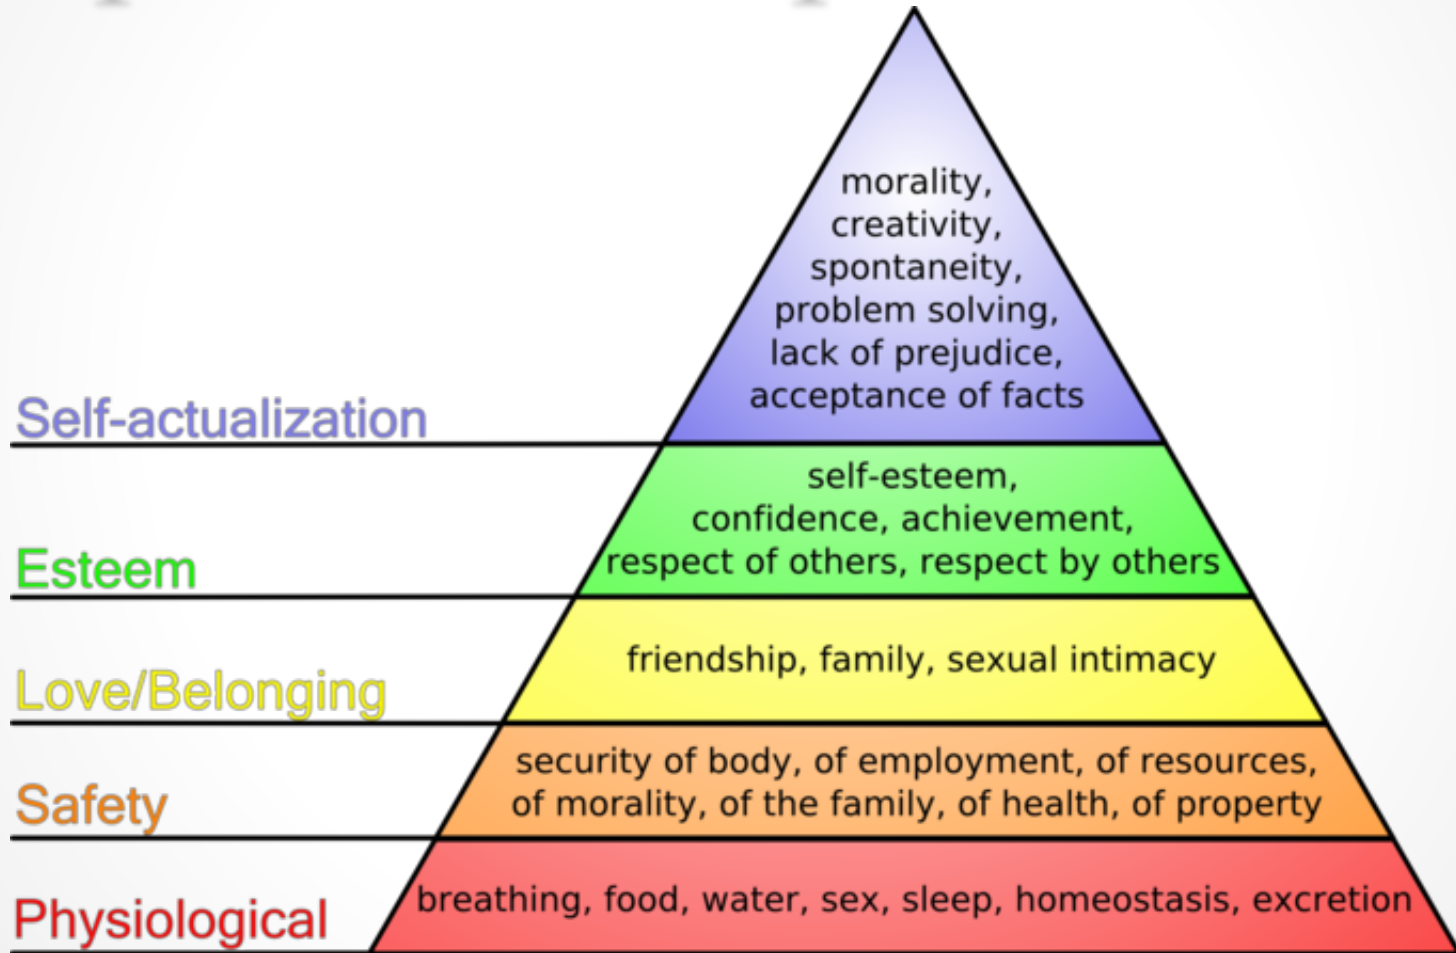 morality,
creativity,
spontaneity,
problem solving,
lack of prejudice,
acceptance of facts
Self-actualization
self-esteem,
confidence, achievement,
respect of others, respect by others
Esteem
friendship, family, sexual intimacy
Love/Belonging
security of body, of employment, of resources,
of morality, of the family, of health, of property
Safety
breathing, food, water, sex, sleep, homeostasis, excretion
Physiological